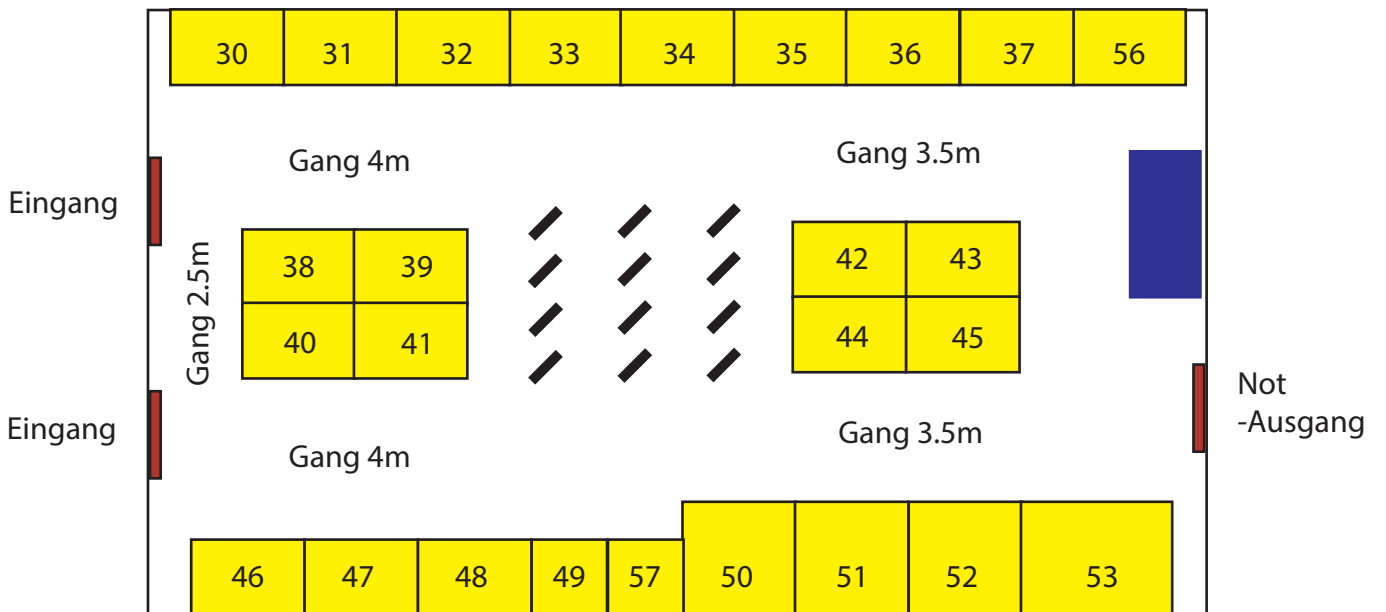 30 31 32 33 34 35 36 37 56
Gang 4m
Gang 3.5m
Eingang
Gang 2.5m
38 39
42 43
40 41
44 45
Not
-Ausgang
Eingang
Gang 4m
Gang 3.5m
46 47 48 49 57 50 51 52 53